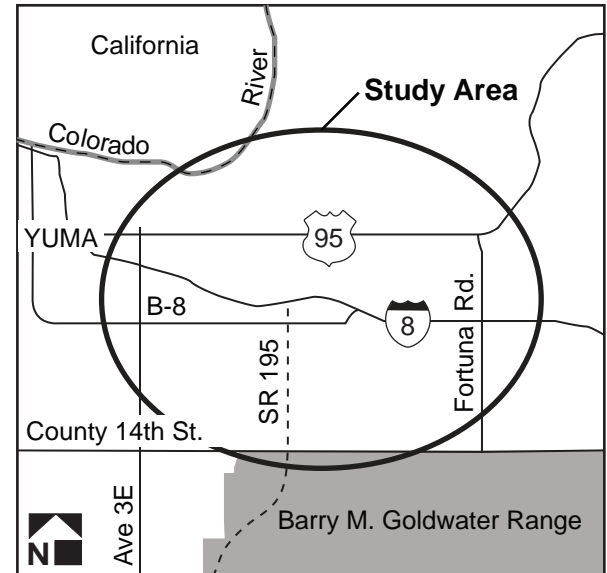 California
River
Study Area
Colorado
YUMA
95
B-8
8
SR 195
Fortuna Rd.
County 14th St.
Ave 3E
Barry M. Goldwater Range
N